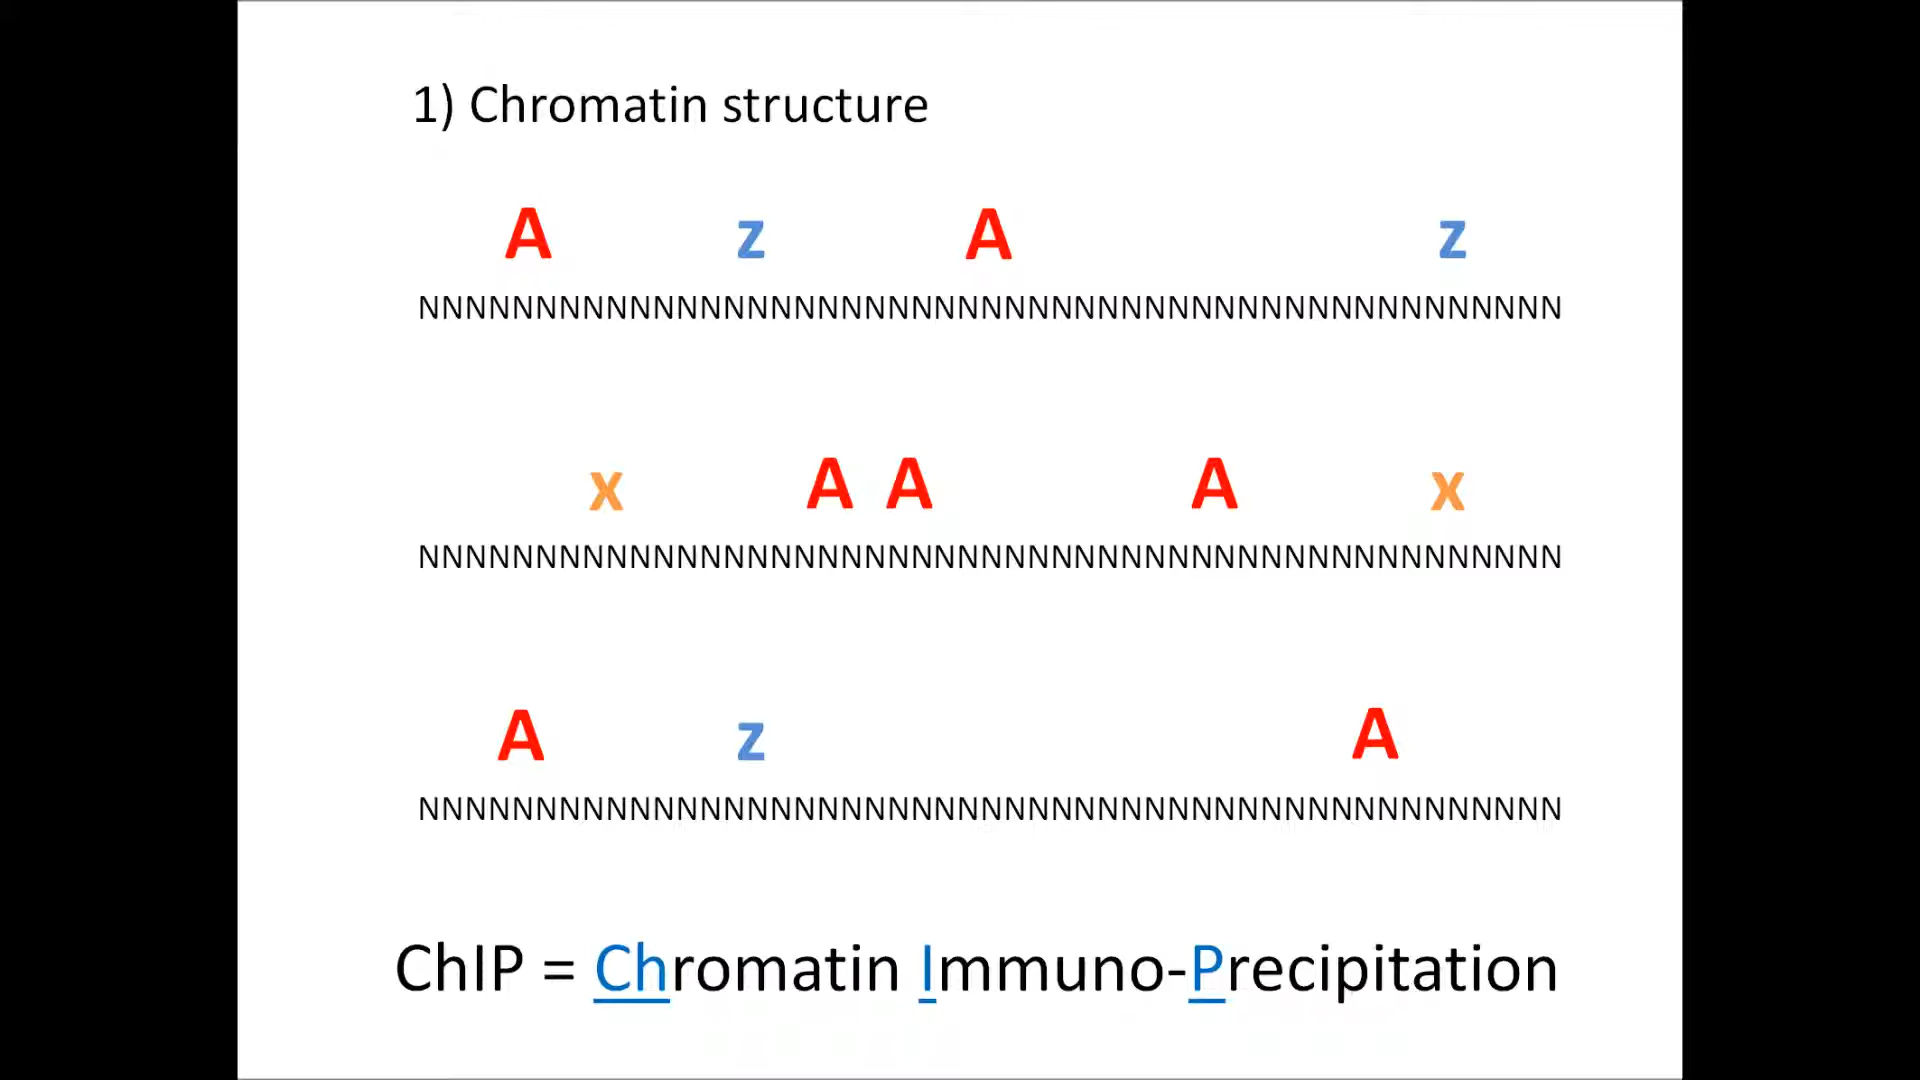 1) Chromatin structure
A z A z
NNNNNNNNNNNNNNNNNNNNNNNNNNNNNNNNNNNNNNNNNNNNNNNNN
x A A A x
NNNNNNNNNNNNNNNNNNNNNNNNNNNNNNNNNNNNNNNNNNNNNNNNN
A z A
NNNNNNNNNNNNNNNNNNNNNNNNNNNNNNNNNNNNNNNNNNNNNNNNN
ChIP = Chromatin Immuno-Precipitation